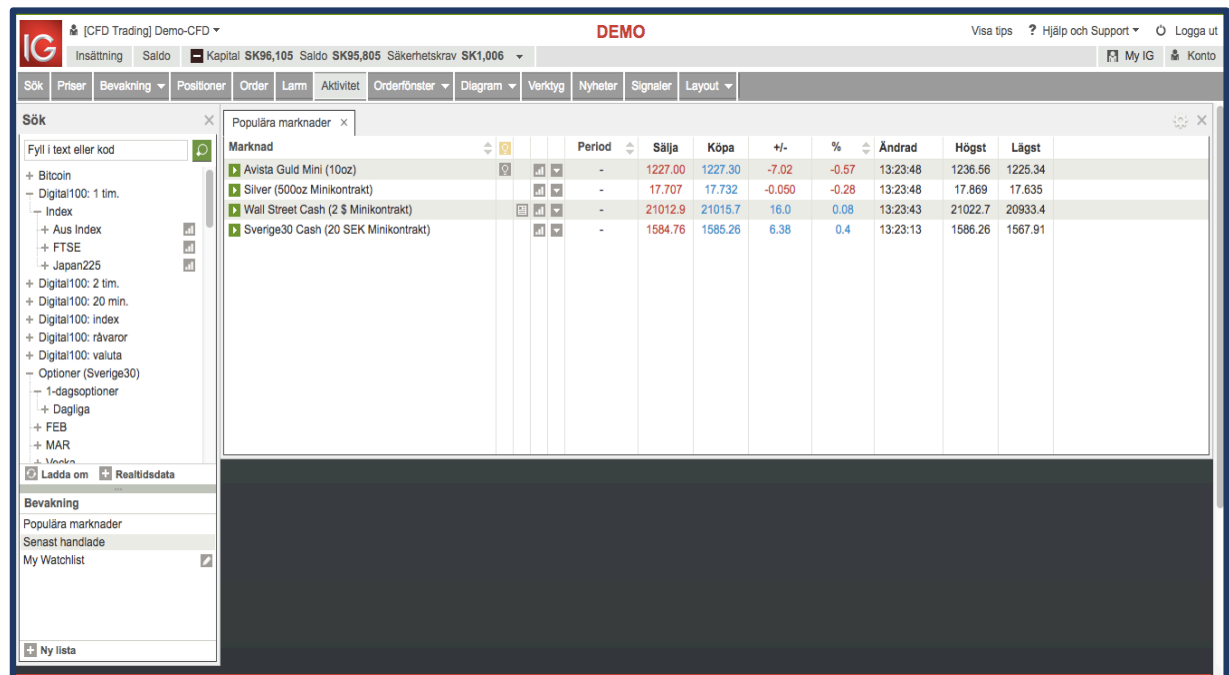 IG
[CFD Trading] Demo-CFD
DEMO
Visa tips ? Hjälp och Support Logga ut
Insättning Saldo Kapital SK96,105 Saldo SK95,805 Säkerhetskrav SK1,006
My IG Konto
Sök Priser Bevakning Positioner Order Larm Aktivitet Orderfönster Diagram Verktyg Nyheter Signaler Layout
Sök
Fyll i text eller kod
+ Bitcoin
− Digital100: 1 tim.
− Index
+ Aus Index
+ FTSE
+ Japan225
+ Digital100: 2 tim.
+ Digital100: 20 min.
+ Digital100: index
+ Digital100: råvaror
+ Digital100: valuta
− Optioner (Sverige30)
− 1-dagsoptioner
+ Dagliga
+ FEB
+ MAR
+ Vecka
Ladda om Realtidsdata
Bevakning
Populära marknader
Senast handlade
My Watchlist
Ny lista
Populära marknader ×
Marknad Period Sälja Köpa +/- % Ändrad Högst Lägst
Avista Guld Mini (10oz) - 1227.00 1227.30 -7.02 -0.57 13:23:48 1236.56 1225.34
Silver (500oz Minikontrakt) - 17.707 17.732 -0.050 -0.28 13:23:48 17.869 17.635
Wall Street Cash (2 $ Minikontrakt) - 21012.9 21015.7 16.0 0.08 13:23:43 21022.7 20933.4
Sverige30 Cash (20 SEK Minikontrakt) - 1584.76 1585.26 6.38 0.4 13:23:13 1586.26 1567.91